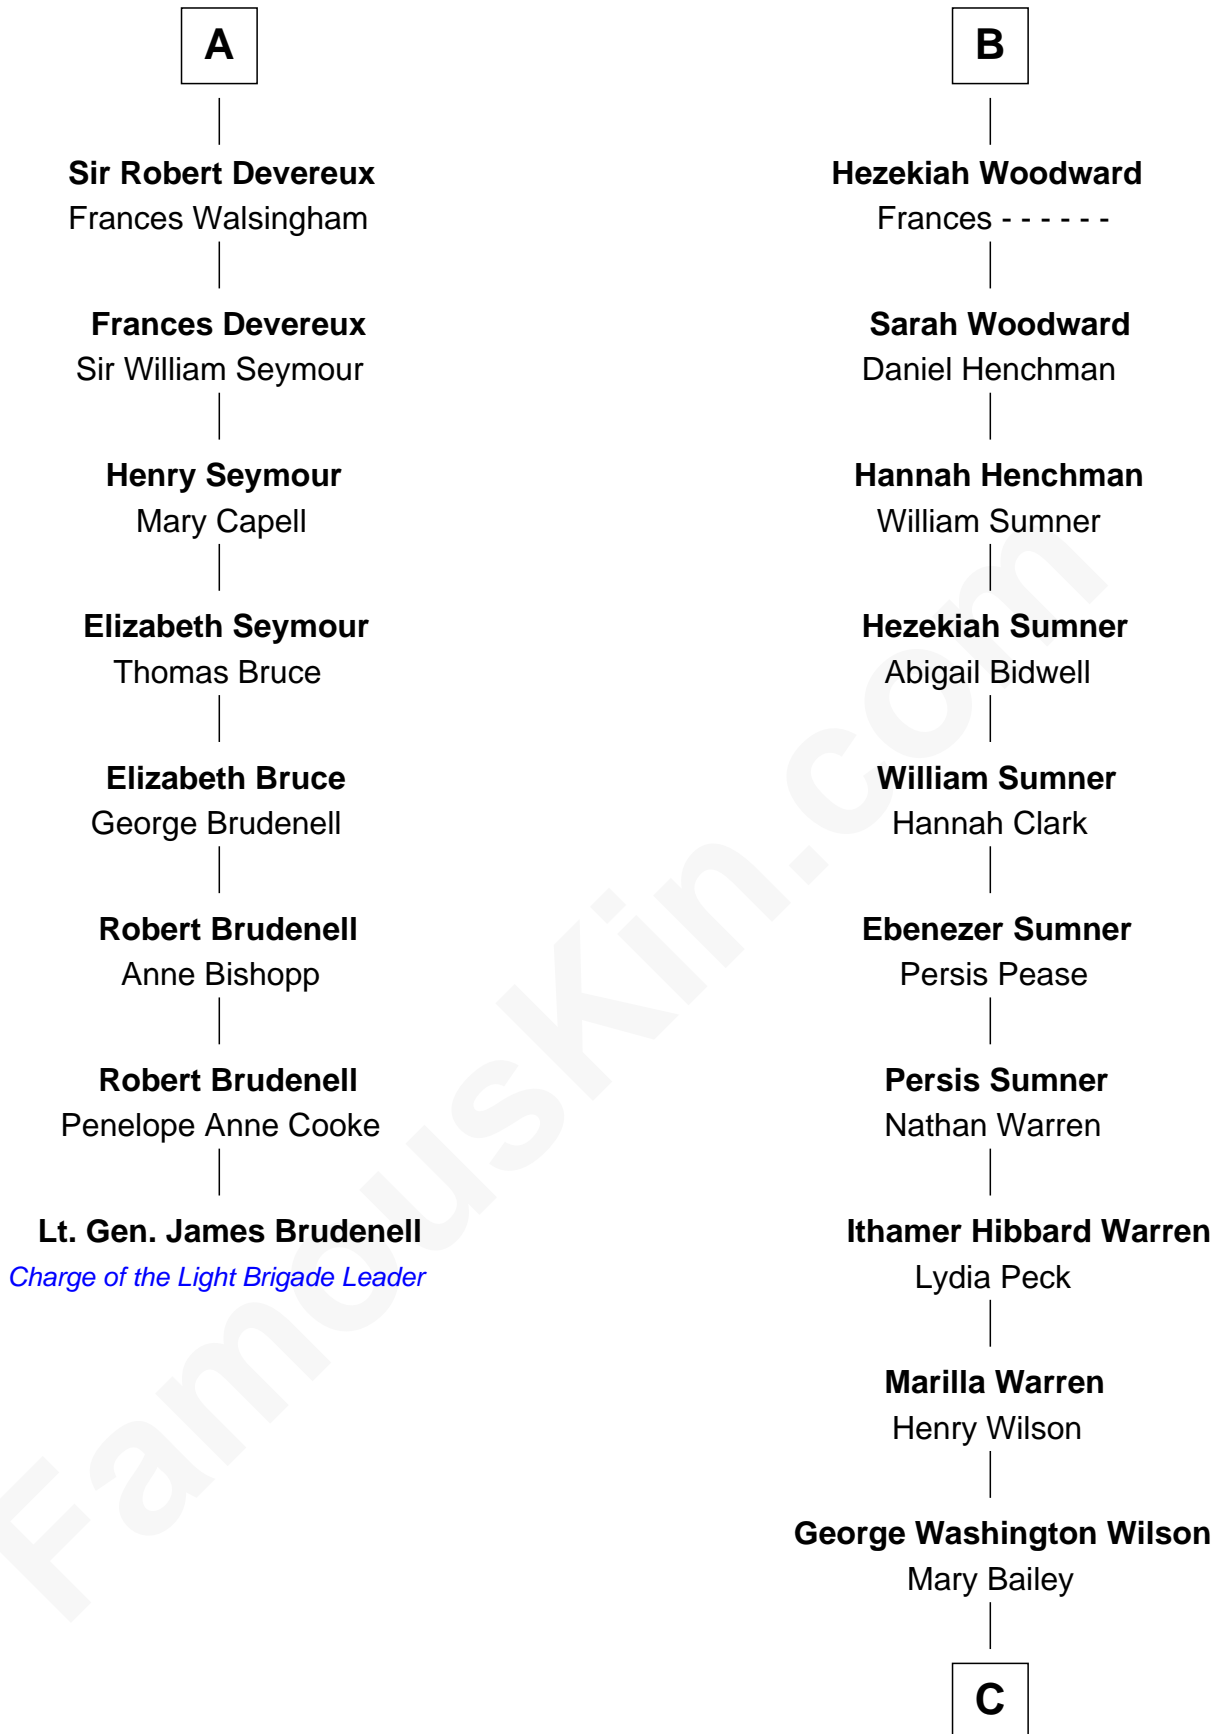 A
Sir Robert Devereux
Frances Walsingham
Frances Devereux
Sir William Seymour
Henry Seymour
Mary Capell
Elizabeth Seymour
Thomas Bruce
Elizabeth Bruce
George Brudenell
Robert Brudenell
Anne Bishopp
Robert Brudenell
Penelope Anne Cooke
Lt. Gen. James Brudenell
Charge of the Light Brigade Leader
B
Hezekiah Woodward
Frances - - - - - -
Sarah Woodward
Daniel Henchman
Hannah Henchman
William Sumner
Hezekiah Sumner
Abigail Bidwell
William Sumner
Hannah Clark
Ebenezer Sumner
Persis Pease
Persis Sumner
Nathan Warren
Ithamer Hibbard Warren
Lydia Peck
Marilla Warren
Henry Wilson
George Washington Wilson
Mary Bailey
C
FamousKin.com